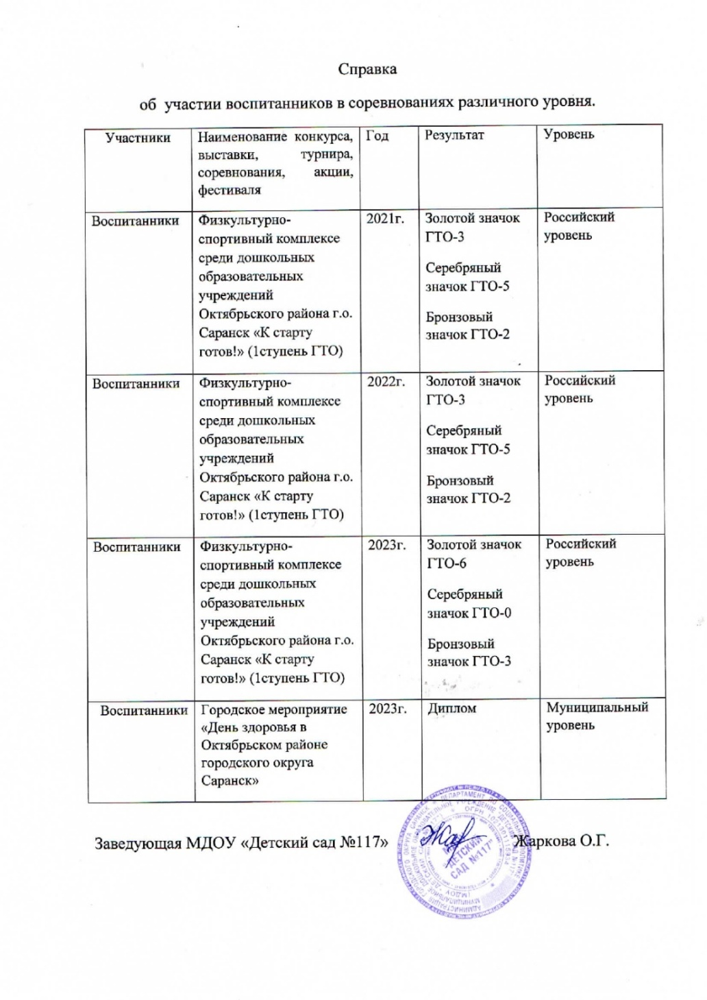 Справка
об участии воспитанников в соревнованиях различного уровня.
Участники
Наименование конкурса,
выставки, турнира,
соревнования, акции,
фестиваля
Год
Результат
Уровень
Воспитанники
Физкультурно-
спортивный комплексе
среди дошкольных
образовательных
учреждений
Октябрьского района г.о.
Саранск «К старту
готов!» (1ступень ГТО)
2021г.
Золотой значок
ГТО-3
Серебряный
значок ГТО-5
Бронзовый
значок ГТО-2
Российский
уровень
Воспитанники
Физкультурно-
спортивный комплексе
среди дошкольных
образовательных
учреждений
Октябрьского района г.о.
Саранск «К старту
готов!» (1ступень ГТО)
2022г.
Золотой значок
ГТО-3
Серебряный
значок ГТО-5
Бронзовый
значок ГТО-2
Российский
уровень
Воспитанники
Физкультурно-
спортивный комплексе
среди дошкольных
образовательных
учреждений
Октябрьского района г.о.
Саранск «К старту
готов!» (1ступень ГТО)
2023г.
Золотой значок
ГТО-6
Серебряный
значок ГТО-0
Бронзовый
значок ГТО-3
Российский
уровень
Воспитанники
Городское мероприятие
«День здоровья в
Октябрьском районе
городского округа
Саранск»
2023г.
Диплом
Муниципальный
уровень
Заведующая МДОУ «Детский сад №117»
Жаркова О.Г.
"ДЕТСКИЙ
САД №117"